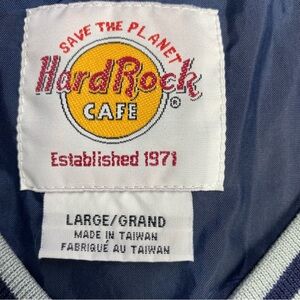 SAVE THE PLANET
Hard Rock
CAFE ®
Established 1971
LARGE/GRAND
MADE IN TAIWAN
FABRIQUÉ AU TAIWAN